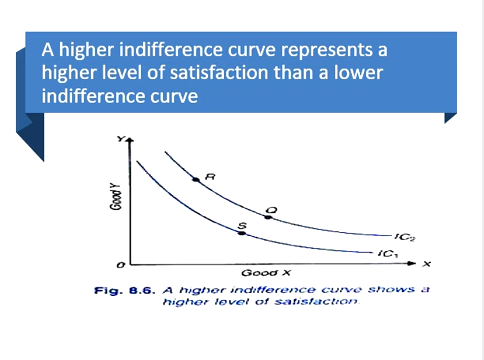 A higher indifference curve represents a
higher level of satisfaction than a lower
indifference curve
Y
Good Y
R
Q
S
IC2
IC1
O
X
Good X
Fig. 8.6. A higher indifference curve shows a
higher level of satisfaction.